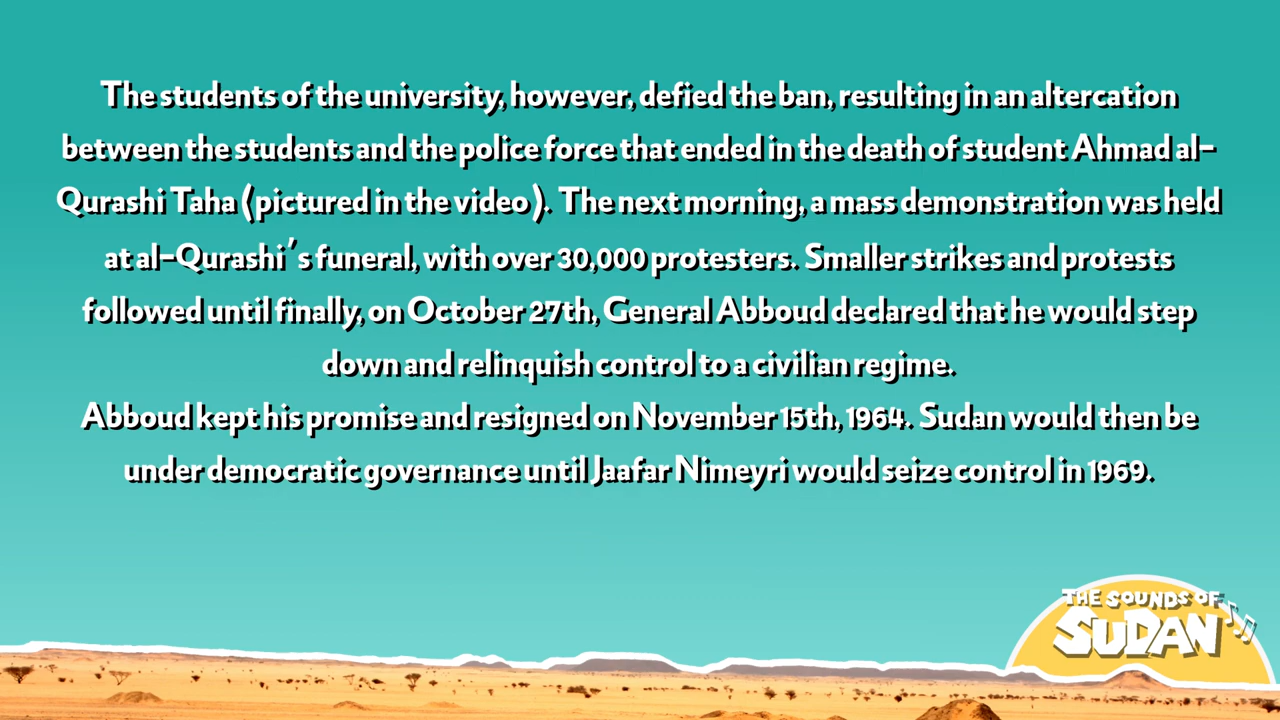 The students of the university, however, defied the ban, resulting in an altercation
between the students and the police force that ended in the death of student Ahmad al-
Qurashi Taha (pictured in the video). The next morning, a mass demonstration was held
at al-Qurashi's funeral, with over 30,000 protesters. Smaller strikes and protests
followed until finally, on October 27th, General Abboud declared that he would step
down and relinquish control to a civilian regime.
Abboud kept his promise and resigned on November 15th, 1964. Sudan would then be
under democratic governance until Jaafar Nimeyri would seize control in 1969.
THE SOUNDS OF
SUDAN